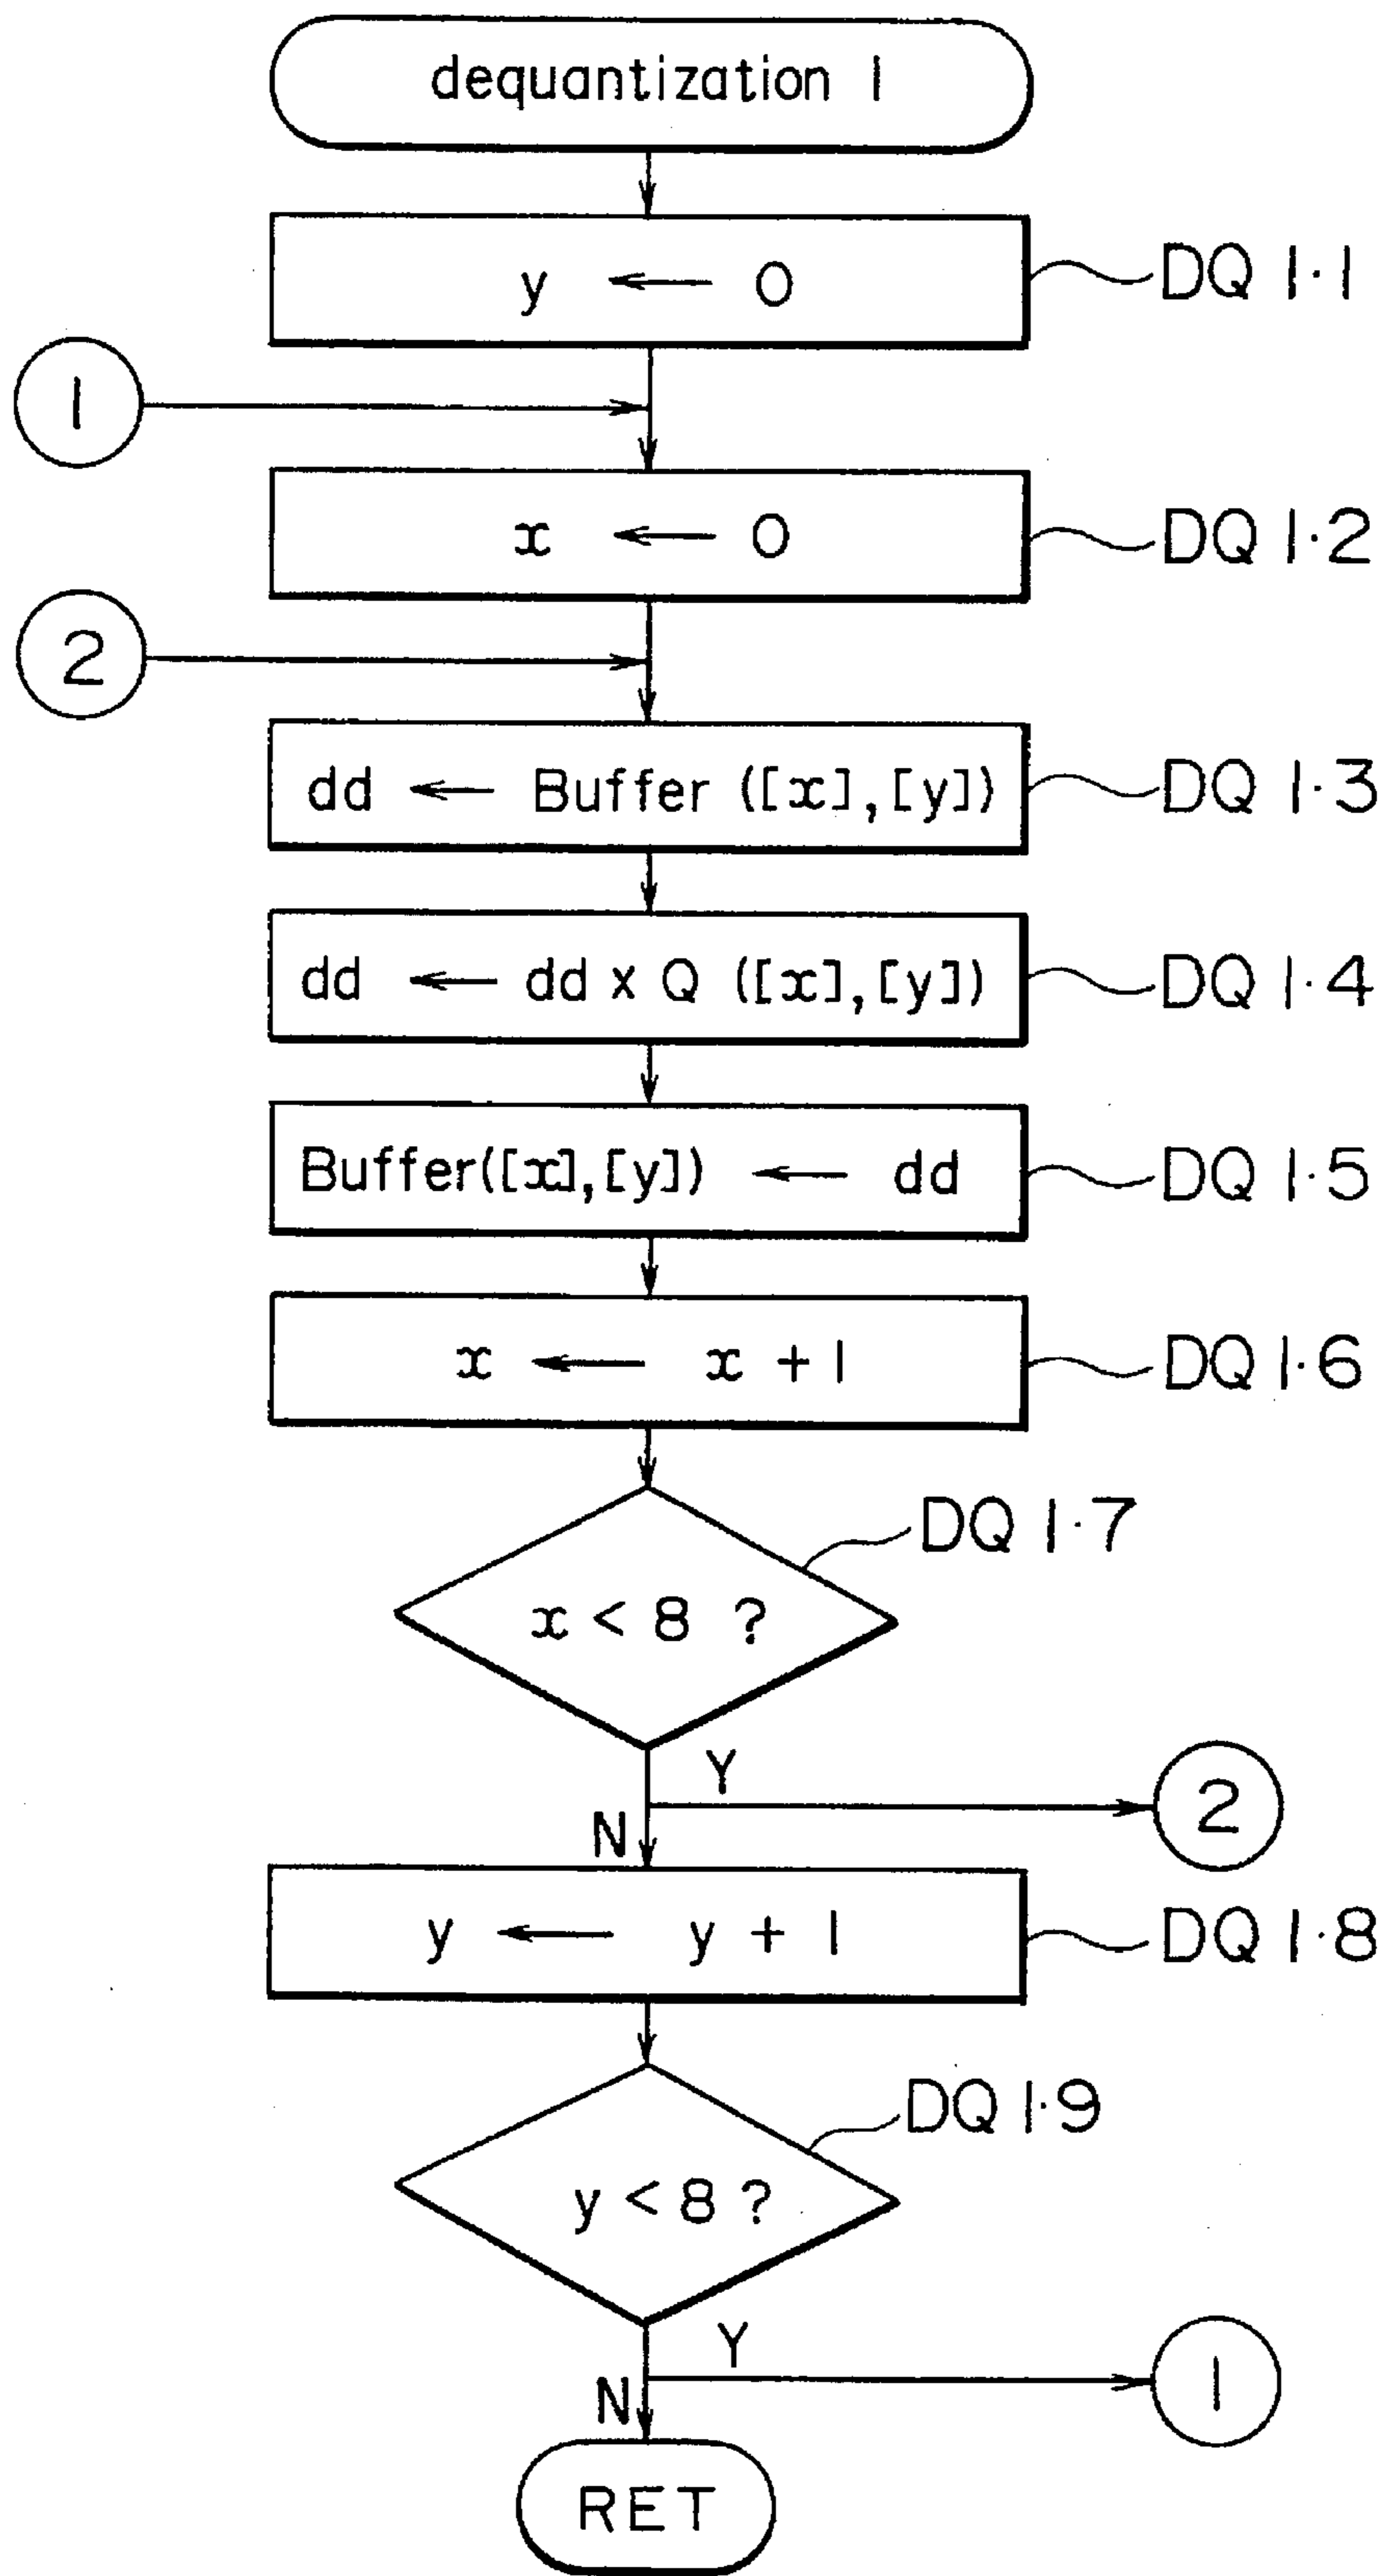 dequantization 1
y ← 0 DQ 1·1
1
x ← 0 DQ 1·2
2
dd ← Buffer ([x],[y]) DQ 1·3
dd ← dd x Q ([x],[y]) DQ 1·4
Buffer([x],[y]) ← dd DQ 1·5
x ← x + 1 DQ 1·6
DQ 1·7
x < 8 ?
Y
2
N
y ← y + 1 DQ 1·8
DQ 1·9
y < 8 ?
Y
1
N
RET